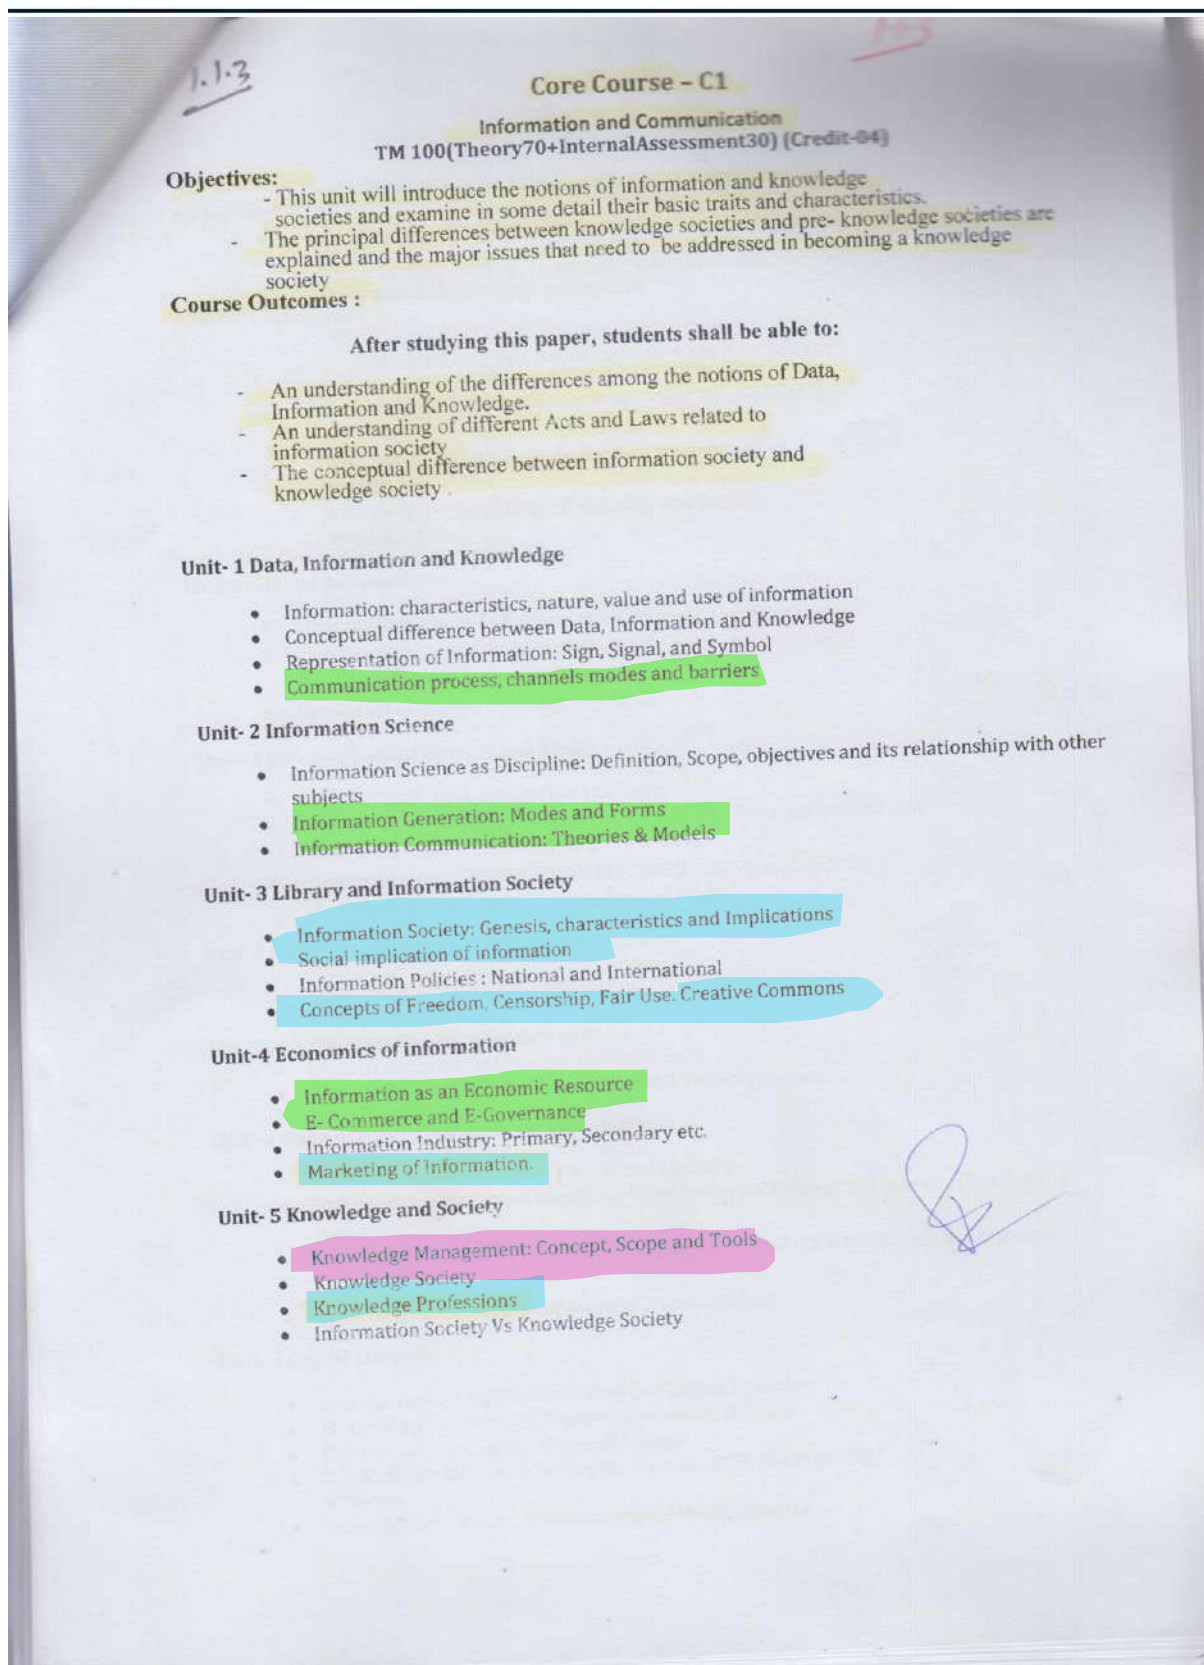 1.1.3
Core Course – C1
Information and Communication
TM 100(Theory70+InternalAssessment30) (Credit-04)
Objectives:
- This unit will introduce the notions of information and knowledge
societies and examine in some detail their basic traits and characteristics.
- The principal differences between knowledge societies and pre- knowledge societies are
explained and the major issues that need to be addressed in becoming a knowledge
society
Course Outcomes :
After studying this paper, students shall be able to:
- An understanding of the differences among the notions of Data,
Information and Knowledge.
- An understanding of different Acts and Laws related to
information society
- The conceptual difference between information society and
knowledge society .
Unit- 1 Data, Information and Knowledge
• Information: characteristics, nature, value and use of information
• Conceptual difference between Data, Information and Knowledge
• Representation of Information: Sign, Signal, and Symbol
• Communication process, channels modes and barriers
Unit- 2 Information Science
• Information Science as Discipline: Definition, Scope, objectives and its relationship with other
subjects
• Information Generation: Modes and Forms
• Information Communication: Theories & Models
Unit- 3 Library and Information Society
• Information Society: Genesis, characteristics and Implications
• Social implication of information
• Information Policies : National and International
• Concepts of Freedom, Censorship, Fair Use. Creative Commons
Unit-4 Economics of information
• Information as an Economic Resource
• E- Commerce and E-Governance
• Information Industry: Primary, Secondary etc.
• Marketing of Information.
Unit- 5 Knowledge and Society
• Knowledge Management: Concept, Scope and Tools
• Knowledge Society
• Knowledge Professions
• Information Society Vs Knowledge Society